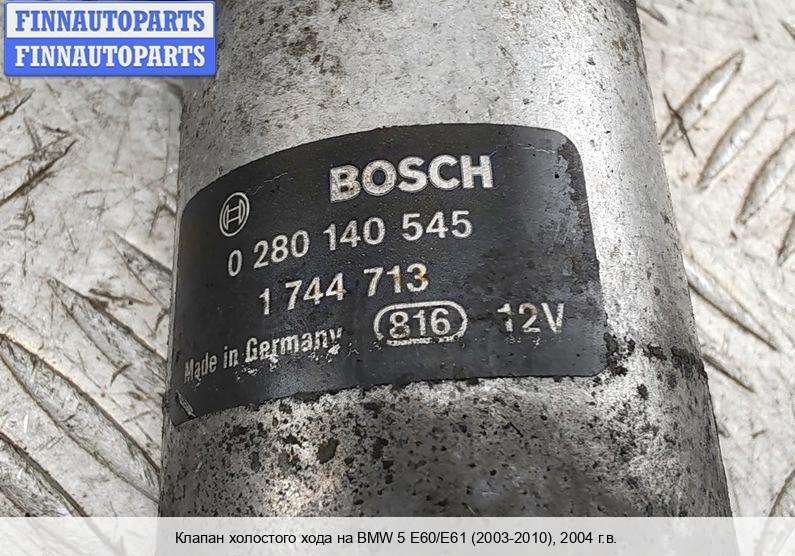 FINNAUTOPARTS
FINNAUTOPARTS
BOSCH
0 280 140 545
1 744 713
Made in Germany 816 12V
Клапан холостого хода на BMW 5 E60/E61 (2003-2010), 2004 г.в.